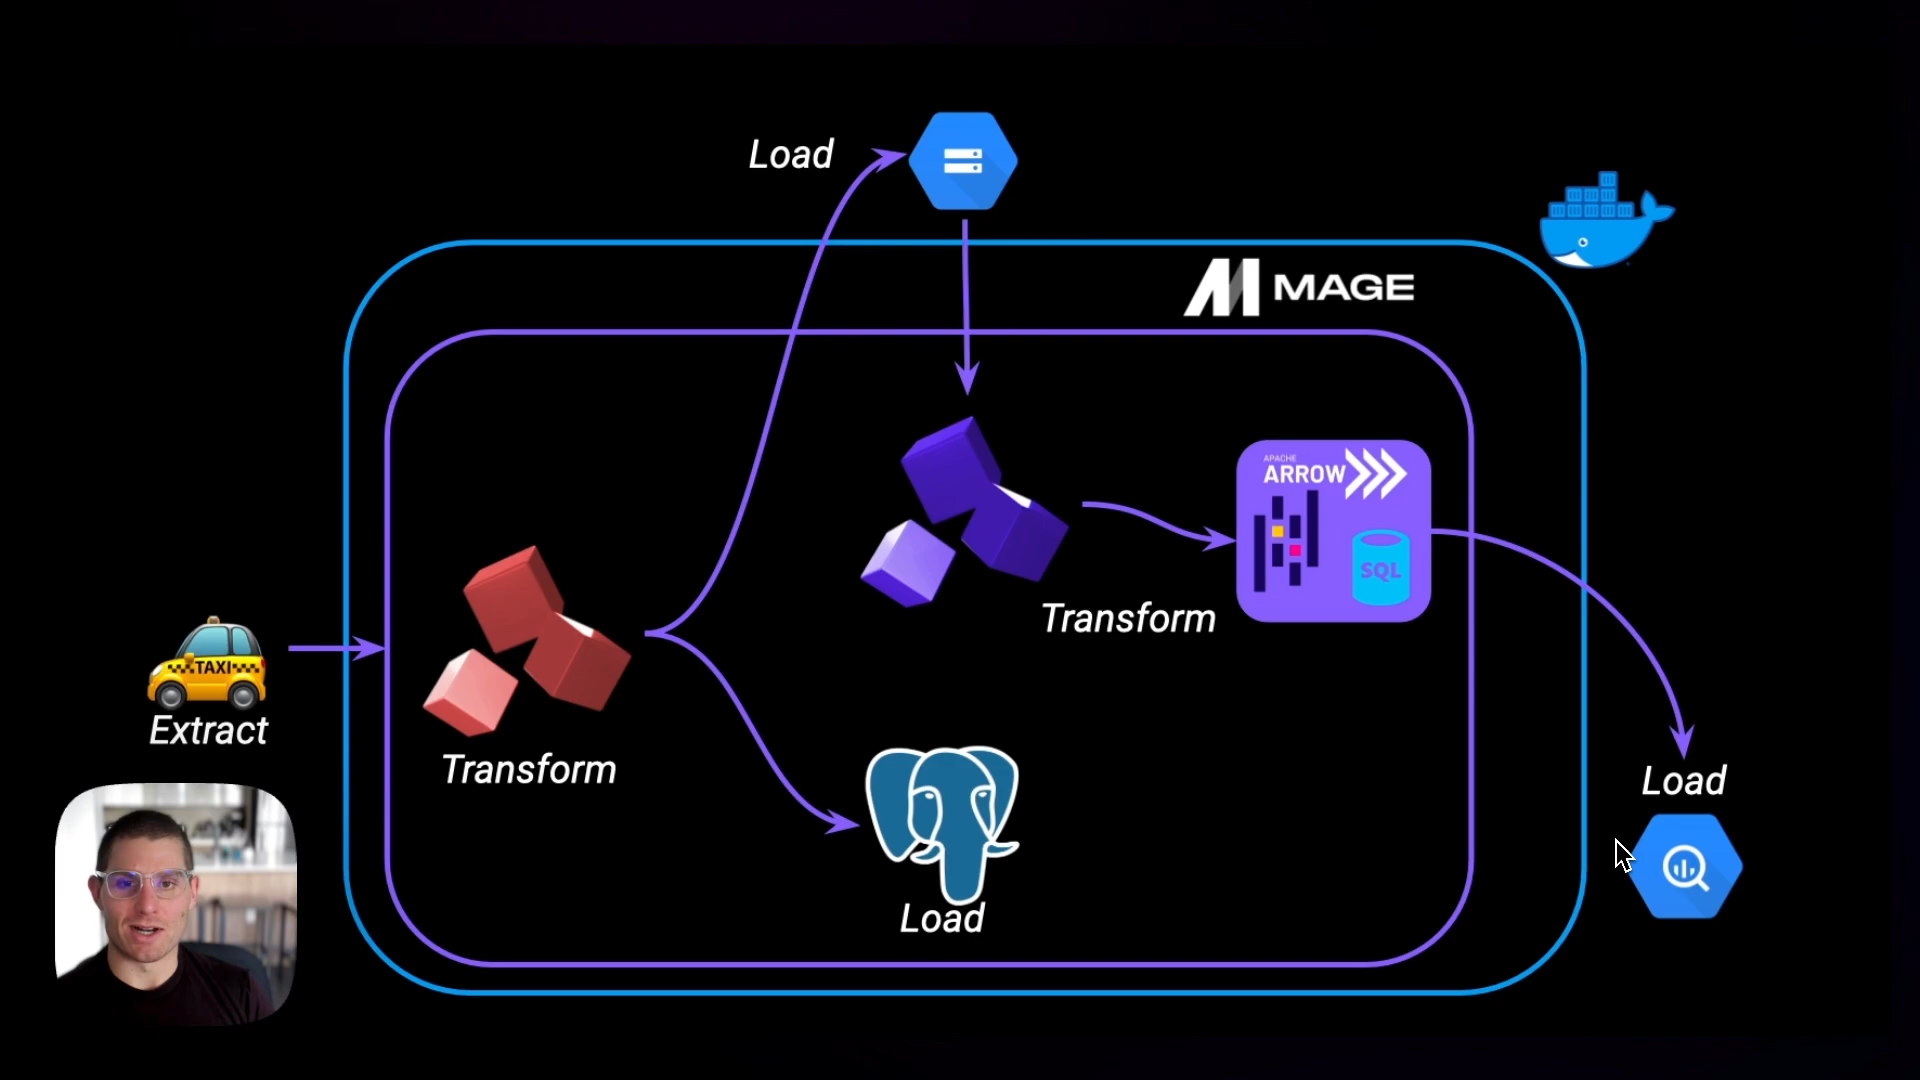 Load
MAGE
APACHE
ARROW
SQL
TAXI
Extract
Transform
Transform
Load
Load